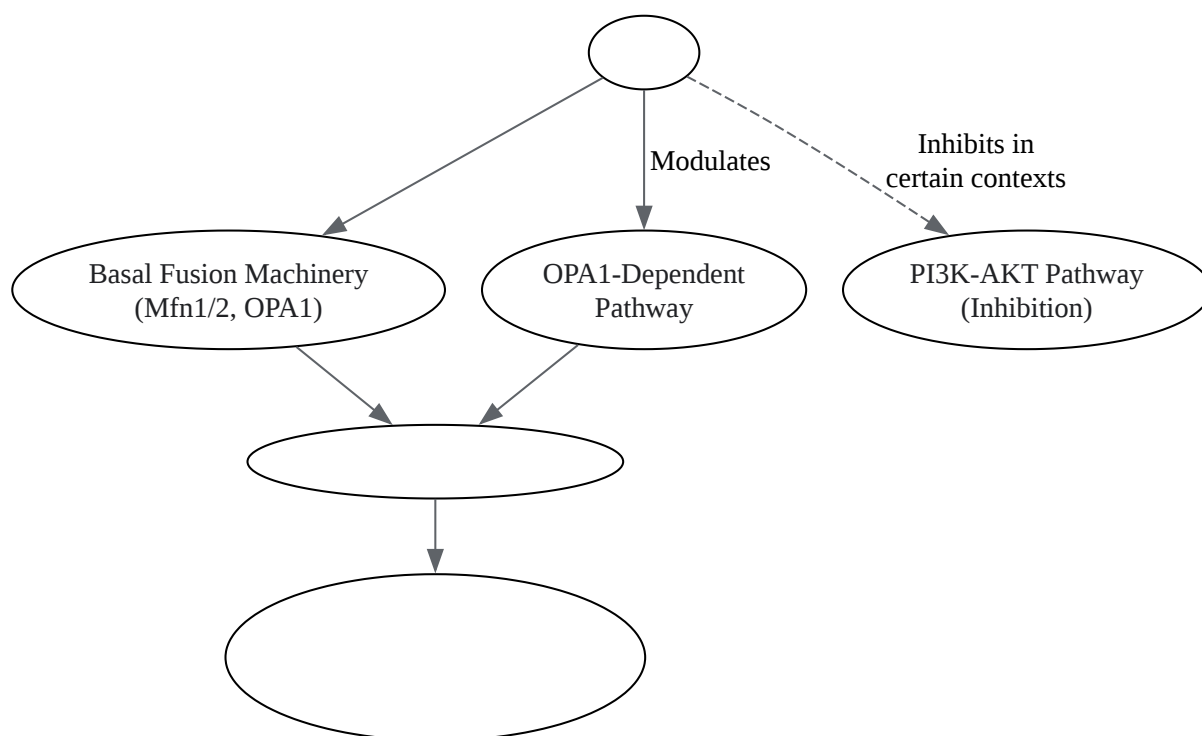 Modulates
Inhibits in
certain contexts
Basal Fusion Machinery
(Mfn1/2, OPA1)
OPA1-Dependent
Pathway
PI3K-AKT Pathway
(Inhibition)